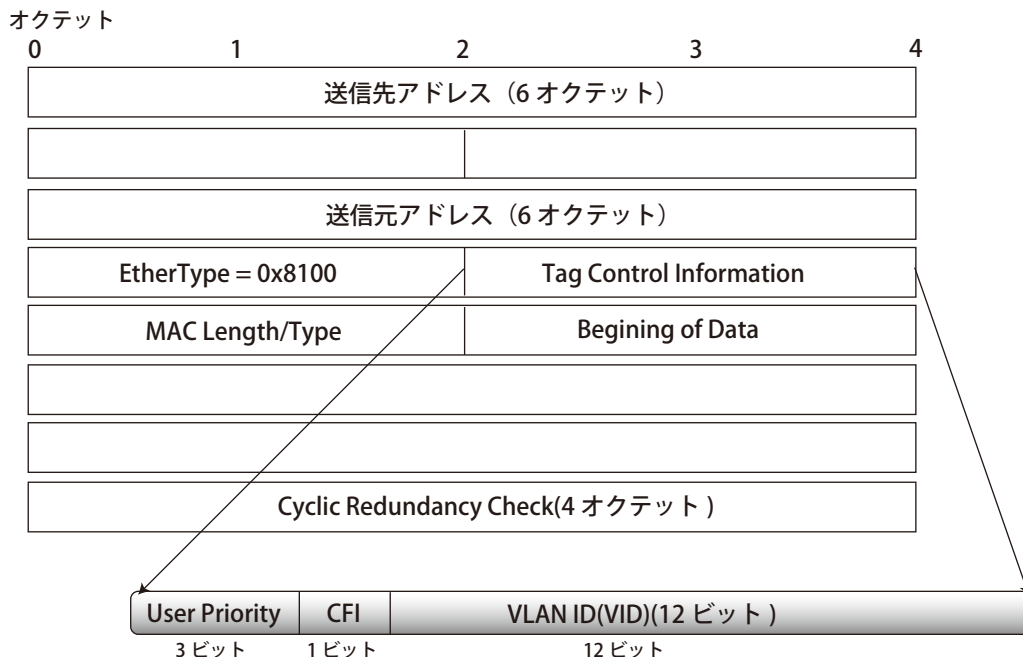 オクテット
0 1 2 3 4
送信先アドレス（6 オクテット）
送信元アドレス（6 オクテット）
EtherType = 0x8100 Tag Control Information
MAC Length/Type Begining of Data
Cyclic Redundancy Check(4 オクテット )
User Priority CFI VLAN ID(VID)(12 ビット )
3 ビット 1 ビット 12 ビット